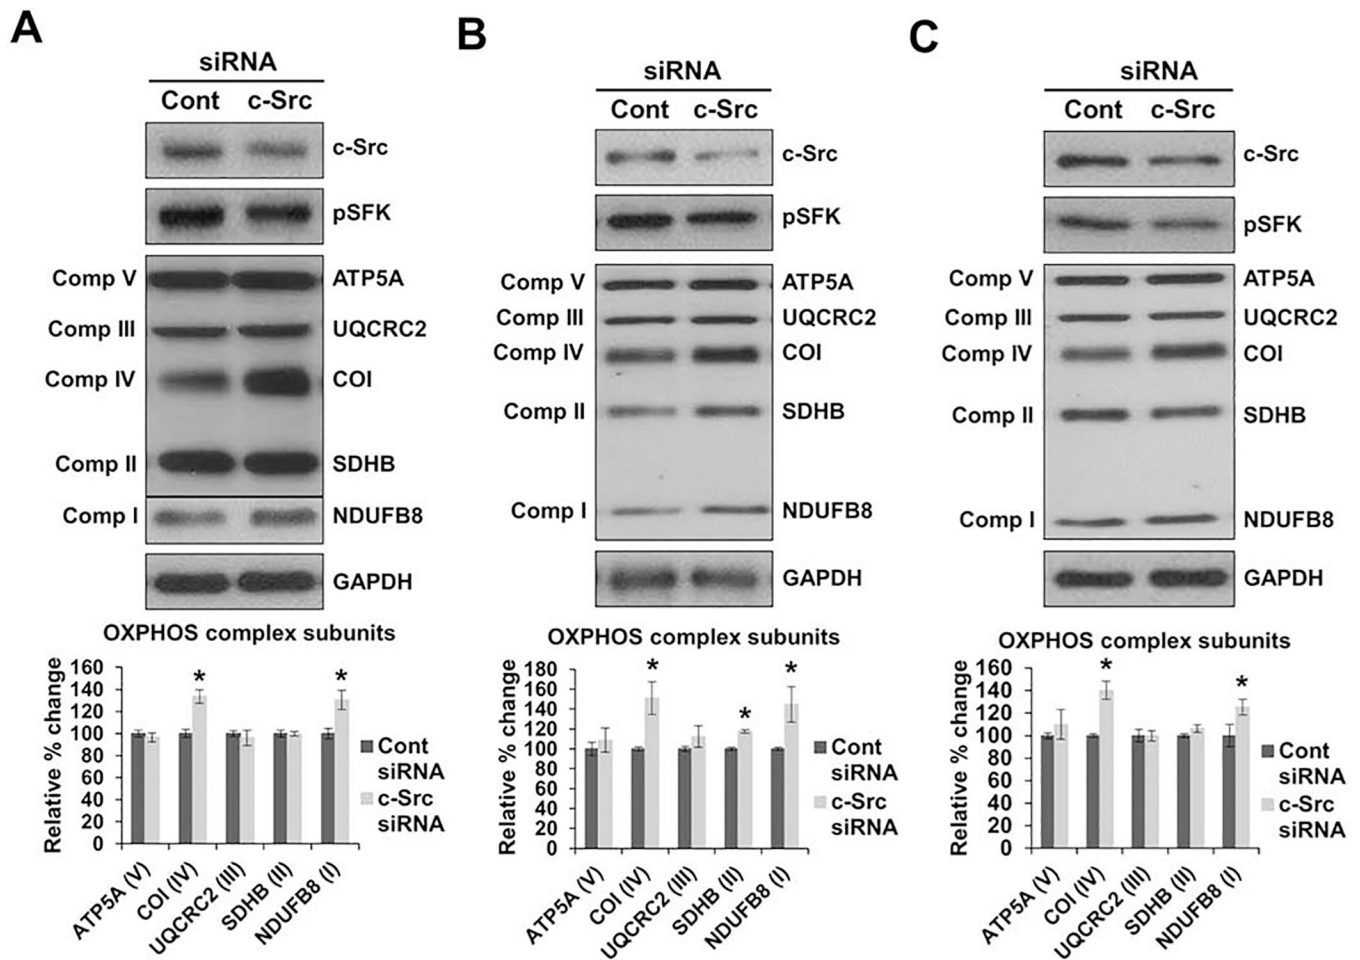 A
siRNA
Cont c-Src
c-Src
pSFK
Comp V ATP5A
Comp III UQCRC2
Comp IV COI
Comp II SDHB
Comp I NDUFB8
GAPDH
OXPHOS complex subunits
Relative % change
160
140
120
100
80
60
40
20
0
*
*
Cont
siRNA
c-Src
siRNA
ATP5A (V)
COI (IV)
UQCRC2 (III)
SDHB (II)
NDUFB8 (I)
B
siRNA
Cont c-Src
c-Src
pSFK
Comp V ATP5A
Comp III UQCRC2
Comp IV COI
Comp II SDHB
Comp I NDUFB8
GAPDH
OXPHOS complex subunits
Relative % change
180
160
140
120
100
80
60
40
20
0
*
*
*
Cont
siRNA
c-Src
siRNA
ATP5A (V)
COI (IV)
UQCRC2 (III)
SDHB (II)
NDUFB8 (I)
C
siRNA
Cont c-Src
c-Src
pSFK
Comp V ATP5A
Comp III UQCRC2
Comp IV COI
Comp II SDHB
Comp I NDUFB8
GAPDH
OXPHOS complex subunits
Relative % change
160
140
120
100
80
60
40
20
0
*
*
Cont
siRNA
c-Src
siRNA
ATP5A (V)
COI (IV)
UQCRC2 (III)
SDHB (II)
NDUFB8 (I)